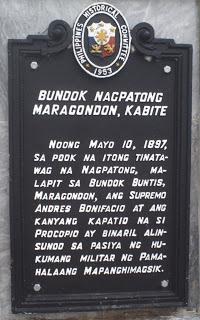 PHILIPPINES HISTORICAL COMMITTEE
1953
BUNDOK NAGPATONG
MARAGONDON, KABITE
NOONG MAYO 10, 1897,
SA POOK NA ITONG TINATA-
WAG NA NAGPATONG, MA-
LAPIT SA BUNDOK BUNTIS,
MARAGONDON, ANG SUPREMO
ANDRES BONIFACIO AT ANG
KANYANG KAPATID NA SI
PROCOPIO AY BINARIL ALIN-
SUNOD SA PASIYA NG HU-
KUMANG MILITAR NG PAMA-
HALAANG MAPANGHIMAGSIK.